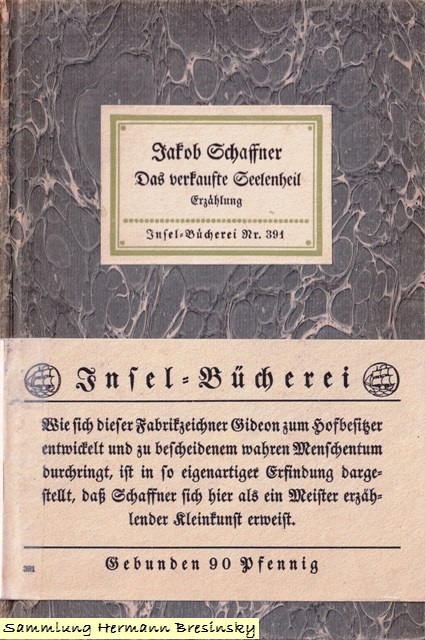 Jakob Schaffner
Das verkaufte Seelenheil
Erzählung
Insel-Bücherei Nr. 391
Insel-Bücherei
Wie sich dieser Fabrikzeichner Gideon zum Hofbesitzer
entwickelt und zu bescheidenem wahren Menschentum
durchringt, ist in so eigenartiger Erfindung darge-
stellt, daß Schaffner sich hier als ein Meister erzäh-
lender Kleinkunst erweist.
Gebunden 90 Pfennig
391
Sammlung Hermann Bresinsky